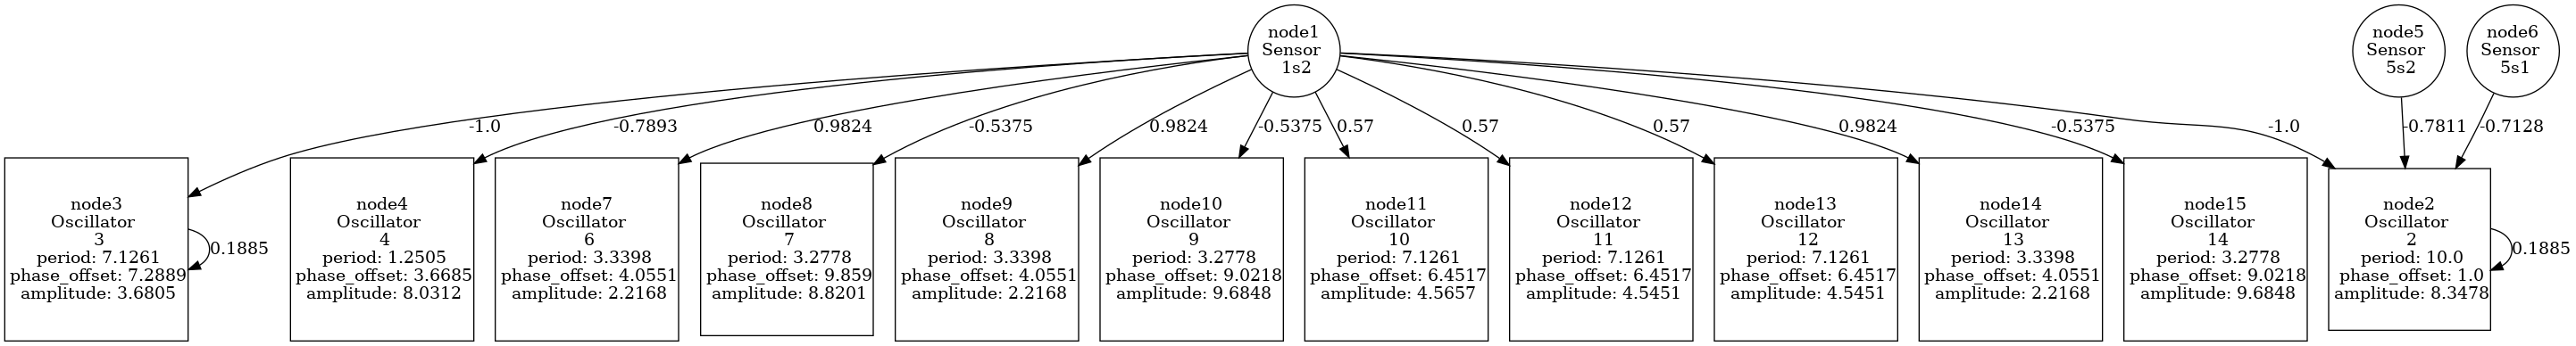 node1
Sensor
1s2
node5
Sensor
5s2
node6
Sensor
5s1
-1.0
-0.7893
0.9824
-0.5375
0.9824
-0.5375
0.57
0.57
0.57
0.9824
-0.5375
-1.0
-0.7811
-0.7128
node3
Oscillator
3
period: 7.1261
phase_offset: 7.2889
amplitude: 3.6805
0.1885
node4
Oscillator
4
period: 1.2505
phase_offset: 3.6685
amplitude: 8.0312
node7
Oscillator
6
period: 3.3398
phase_offset: 4.0551
amplitude: 2.2168
node8
Oscillator
7
period: 3.2778
phase_offset: 9.859
amplitude: 8.8201
node9
Oscillator
8
period: 3.3398
phase_offset: 4.0551
amplitude: 2.2168
node10
Oscillator
9
period: 3.2778
phase_offset: 9.0218
amplitude: 9.6848
node11
Oscillator
10
period: 7.1261
phase_offset: 6.4517
amplitude: 4.5657
node12
Oscillator
11
period: 7.1261
phase_offset: 6.4517
amplitude: 4.5451
node13
Oscillator
12
period: 7.1261
phase_offset: 6.4517
amplitude: 4.5451
node14
Oscillator
13
period: 3.3398
phase_offset: 4.0551
amplitude: 2.2168
node15
Oscillator
14
period: 3.2778
phase_offset: 9.0218
amplitude: 9.6848
node2
Oscillator
2
period: 10.0
phase_offset: 1.0
amplitude: 8.3478
0.1885